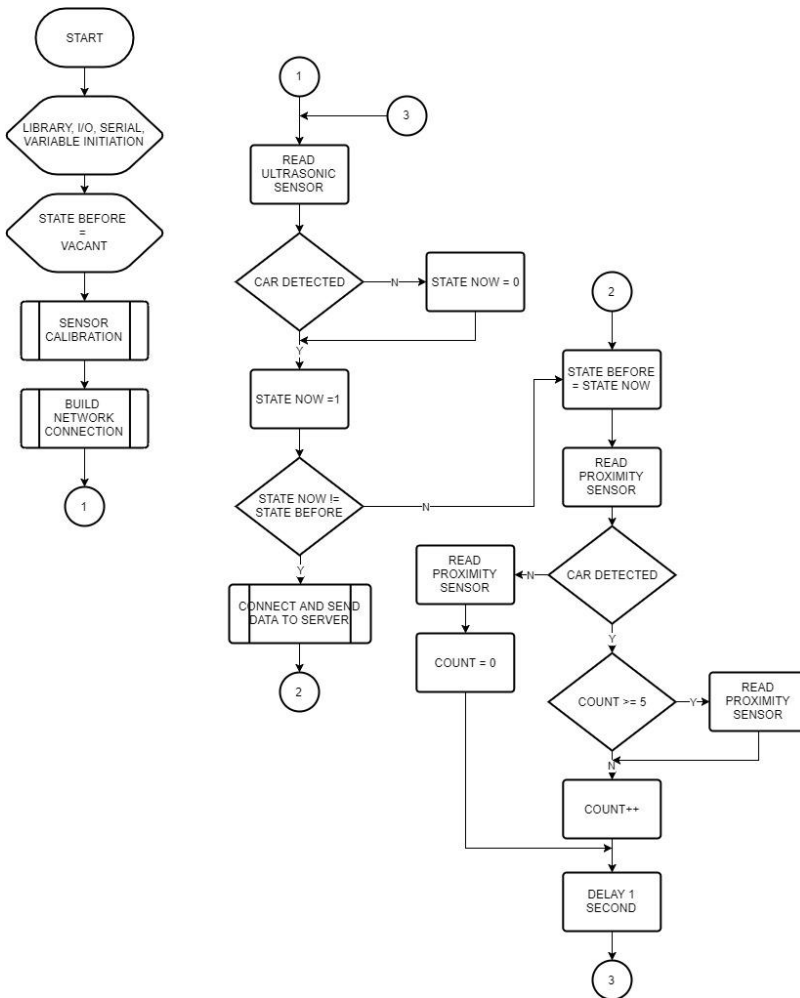 START
LIBRARY, I/O, SERIAL,
VARIABLE INITIATION
STATE BEFORE
=
VACANT
SENSOR
CALIBRATION
BUILD
NETWORK
CONNECTION
1
1
3
READ
ULTRASONIC
SENSOR
CAR DETECTED
N
STATE NOW = 0
Y
STATE NOW =1
STATE NOW !=
STATE BEFORE
N
Y
CONNECT AND SEND
DATA TO SERVER
2
2
STATE BEFORE
= STATE NOW
READ
PROXIMITY
SENSOR
CAR DETECTED
N
READ
PROXIMITY
SENSOR
COUNT = 0
Y
COUNT >= 5
Y
READ
PROXIMITY
SENSOR
N
COUNT++
DELAY 1
SECOND
3